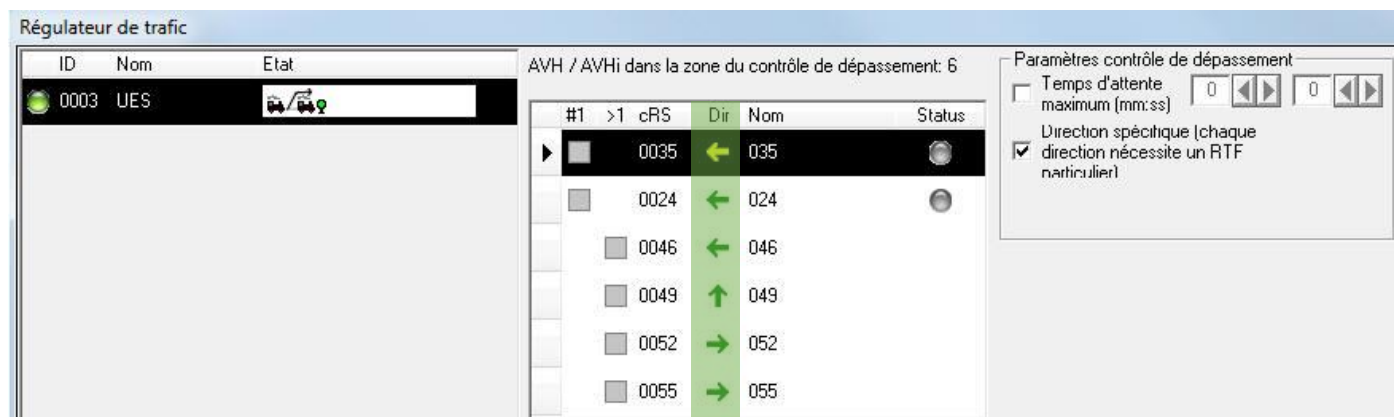 Régulateur de trafic
ID Nom Etat
0003 UES
AVH / AVHi dans la zone du contrôle de dépassement: 6
#1 >1 cRS Dir Nom Status
0035 035
0024 024
0046 046
0049 049
0052 052
0055 055
Paramètres contrôle de dépassement
Temps d'attente
maximum (mm:ss) 0 0
Direction spécifique (chaque
direction nécessite un RTF
particulier)